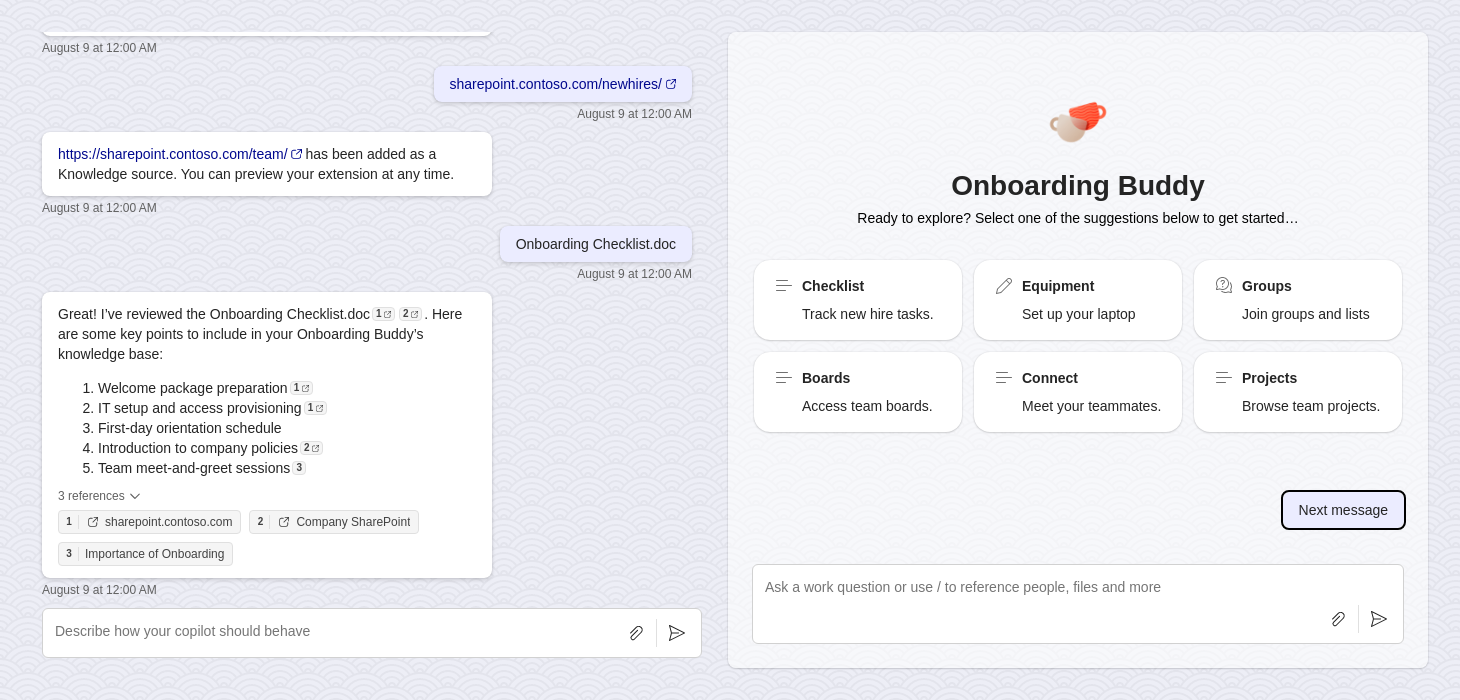 August 9 at 12:00 AM
sharepoint.contoso.com/newhires/
August 9 at 12:00 AM
https://sharepoint.contoso.com/team/ has been added as a
Knowledge source. You can preview your extension at any time.
August 9 at 12:00 AM
Onboarding Checklist.doc
August 9 at 12:00 AM
Great! I’ve reviewed the Onboarding Checklist.doc 1 2 . Here
are some key points to include in your Onboarding Buddy’s
knowledge base:
1. Welcome package preparation 1
2. IT setup and access provisioning 1
3. First-day orientation schedule
4. Introduction to company policies 2
5. Team meet-and-greet sessions 3
3 references
1 sharepoint.contoso.com
2 Company SharePoint
3 Importance of Onboarding
August 9 at 12:00 AM
Describe how your copilot should behave
Onboarding Buddy
Ready to explore? Select one of the suggestions below to get started…
Checklist
Track new hire tasks.
Equipment
Set up your laptop
Groups
Join groups and lists
Boards
Access team boards.
Connect
Meet your teammates.
Projects
Browse team projects.
Next message
Ask a work question or use / to reference people, files and more